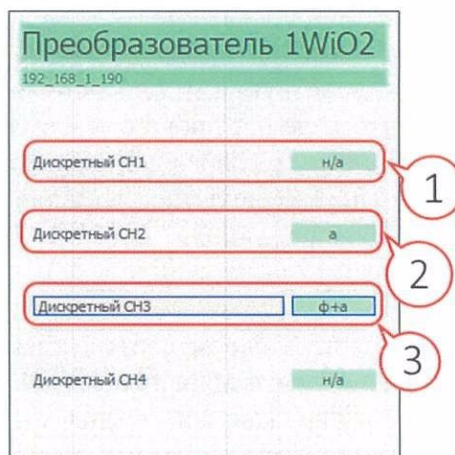 Преобразователь 1WiO2
192_168_1_190
Дискретный CH1 н/а
1
Дискретный CH2 а
2
Дискретный CH3 ф+а
3
Дискретный CH4 н/а